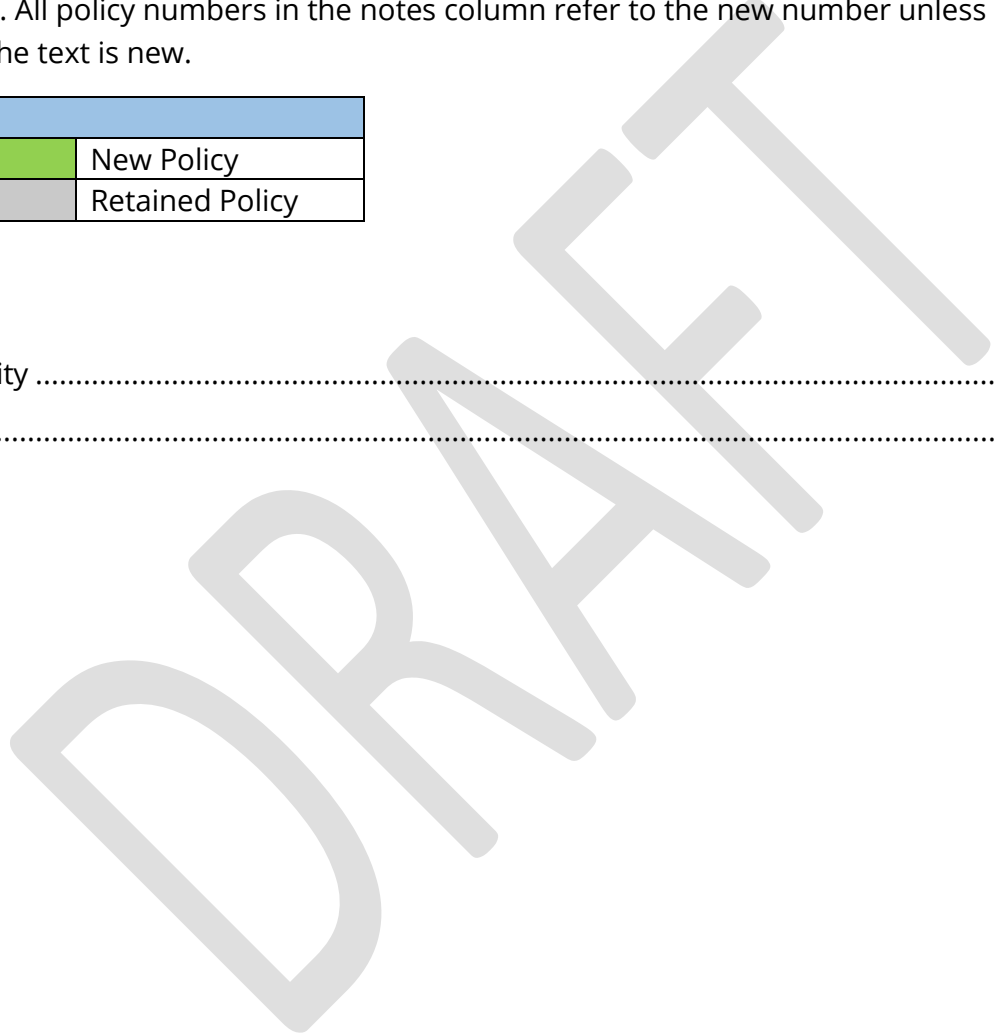 . All policy numbers in the notes column refer to the new number unless
he text is new.
New Policy
Retained Policy
ity ................................................................................................................................
................................................................................................................................
DRAFT